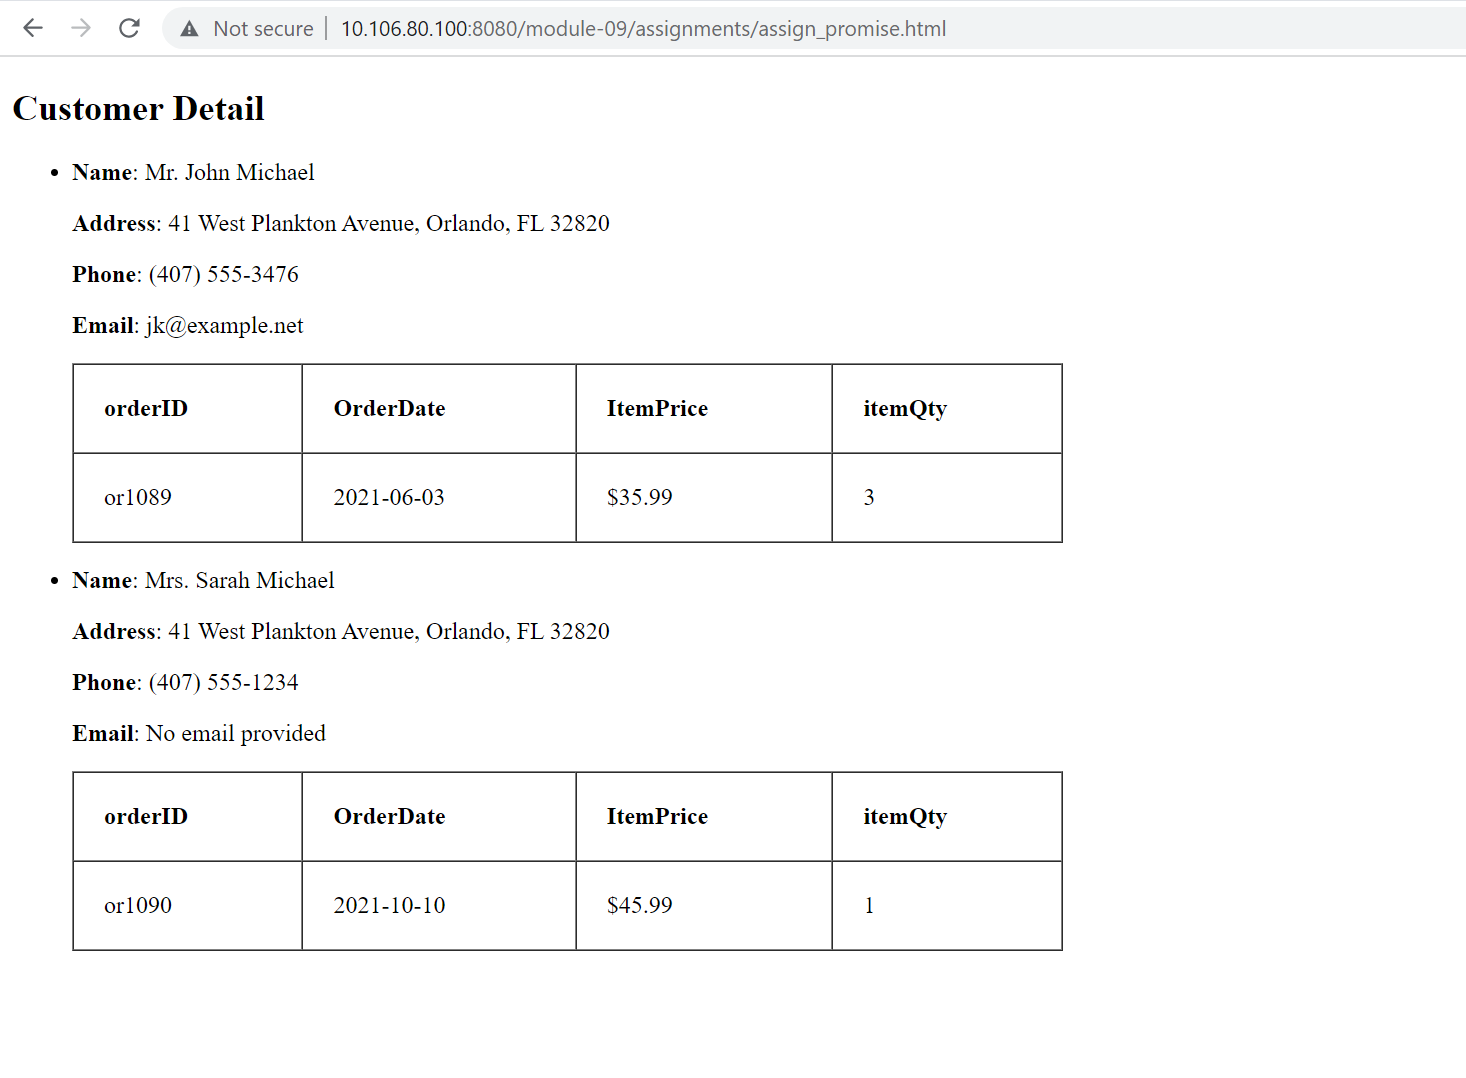 Not secure | 10.106.80.100:8080/module-09/assignments/assign_promise.html
Customer Detail
• Name: Mr. John Michael
Address: 41 West Plankton Avenue, Orlando, FL 32820
Phone: (407) 555-3476
Email: jk@example.net
orderID OrderDate ItemPrice itemQty
or1089 2021-06-03 $35.99 3
• Name: Mrs. Sarah Michael
Address: 41 West Plankton Avenue, Orlando, FL 32820
Phone: (407) 555-1234
Email: No email provided
orderID OrderDate ItemPrice itemQty
or1090 2021-10-10 $45.99 1